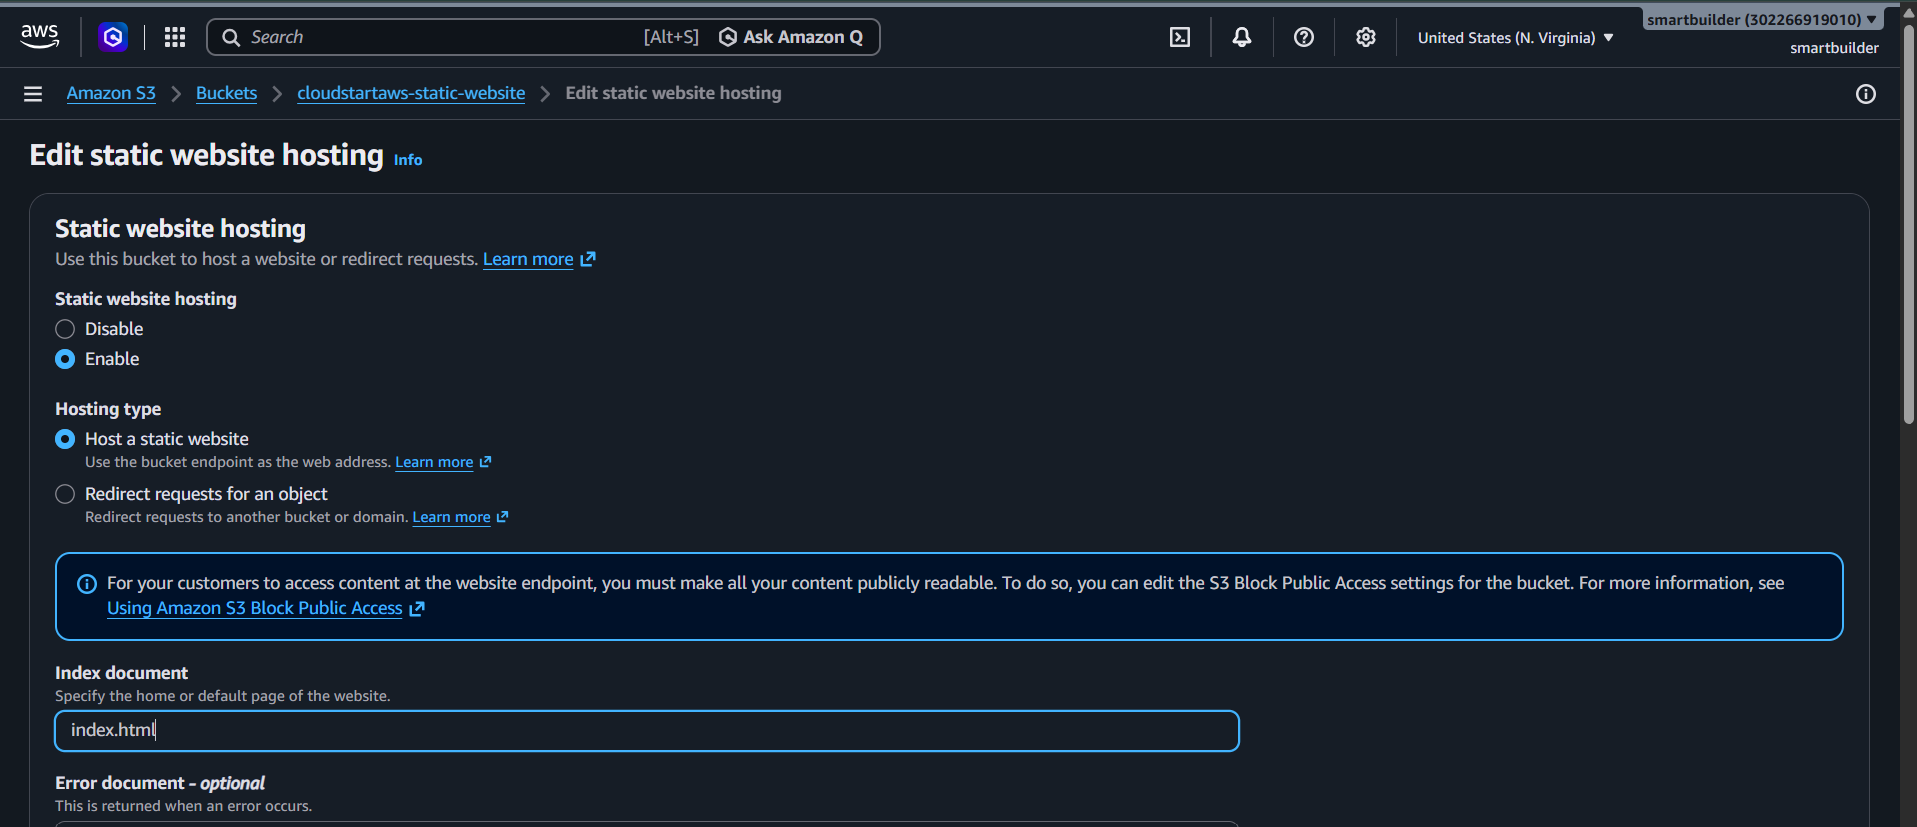 aws
Search [Alt+S] Ask Amazon Q
United States (N. Virginia)
smartbuilder (302266919010)
smartbuilder
Amazon S3 Buckets cloudstartaws-static-website Edit static website hosting
Edit static website hosting Info
Static website hosting
Use this bucket to host a website or redirect requests. Learn more
Static website hosting
Disable
Enable
Hosting type
Host a static website
Use the bucket endpoint as the web address. Learn more
Redirect requests for an object
Redirect requests to another bucket or domain. Learn more
For your customers to access content at the website endpoint, you must make all your content publicly readable. To do so, you can edit the S3 Block Public Access settings for the bucket. For more information, see
Using Amazon S3 Block Public Access
Index document
Specify the home or default page of the website.
index.html
Error document - optional
This is returned when an error occurs.